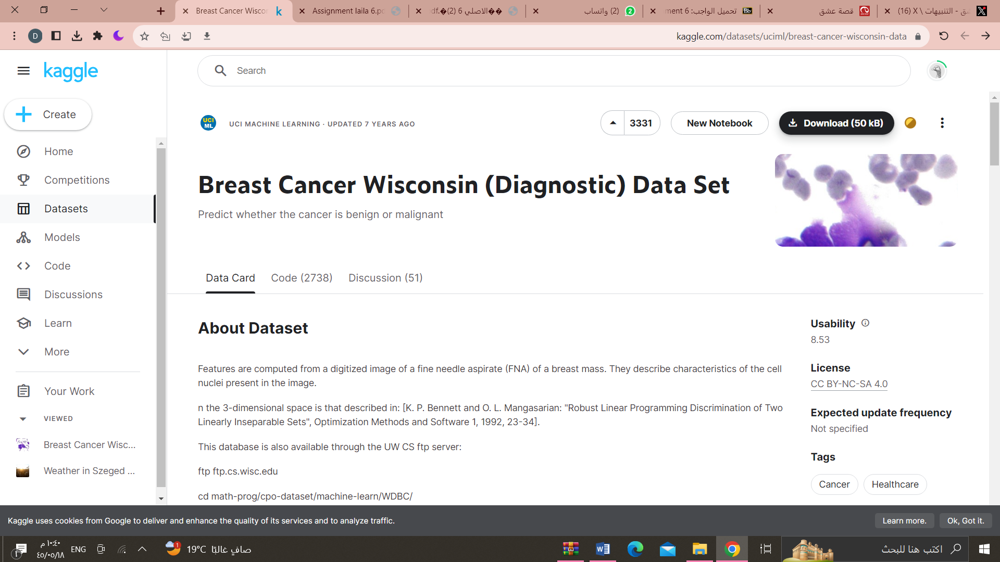 Breast Cancer Wiscon
Assignment laila 6.pd
df.�(2) 6 الاصلي��
(2) واتساب
تحميل الواجب: ment 6
قصة عشق
شق - التنبيهات \ X (16)
D
kaggle.com/datasets/uciml/breast-cancer-wisconsin-data
kaggle
Search
Create
UCI ML
UCI MACHINE LEARNING · UPDATED 7 YEARS AGO
3331
New Notebook
Download (50 kB)
Home
Competitions
Datasets
Models
Code
Discussions
Learn
More
Your Work
VIEWED
Breast Cancer Wisc...
Weather in Szeged ...
Breast Cancer Wisconsin (Diagnostic) Data Set
Predict whether the cancer is benign or malignant
Data Card
Code (2738)
Discussion (51)
About Dataset
Features are computed from a digitized image of a fine needle aspirate (FNA) of a breast mass. They describe characteristics of the cell
nuclei present in the image.
n the 3-dimensional space is that described in: [K. P. Bennett and O. L. Mangasarian: "Robust Linear Programming Discrimination of Two
Linearly Inseparable Sets", Optimization Methods and Software 1, 1992, 23-34].
This database is also available through the UW CS ftp server:
ftp ftp.cs.wisc.edu
cd math-prog/cpo-dataset/machine-learn/WDBC/
Usability
8.53
License
CC BY-NC-SA 4.0
Expected update frequency
Not specified
Tags
Cancer
Healthcare
Kaggle uses cookies from Google to deliver and enhance the quality of its services and to analyze traffic.
Learn more.
Ok, Got it.
١
١٠:٤٠ م
٤٥/٠٥/١٨
ENG
1
19°C صافٍ غالبًا
اكتب هنا للبحث